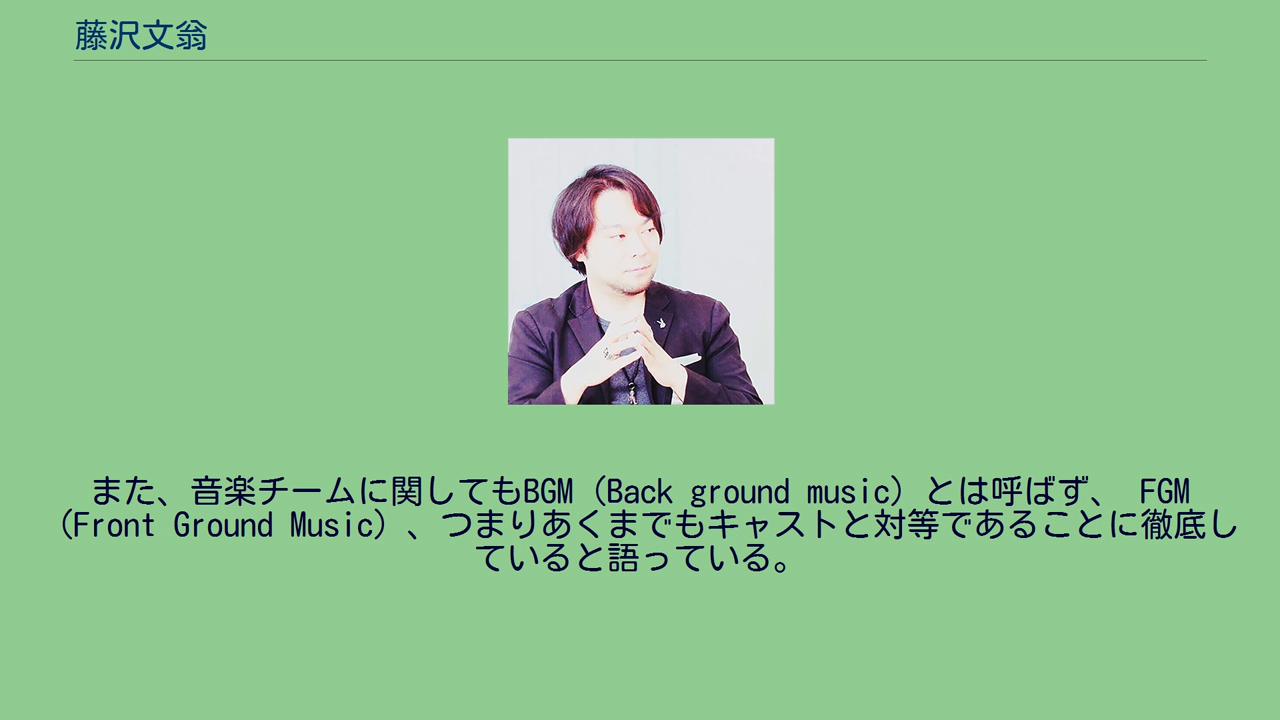 藤沢文翁
また、音楽チームに関してもBGM（Back ground music）とは呼ばず、 FGM
（Front Ground Music）、つまりあくまでもキャストと対等であることに徹底し
ていると語っている。